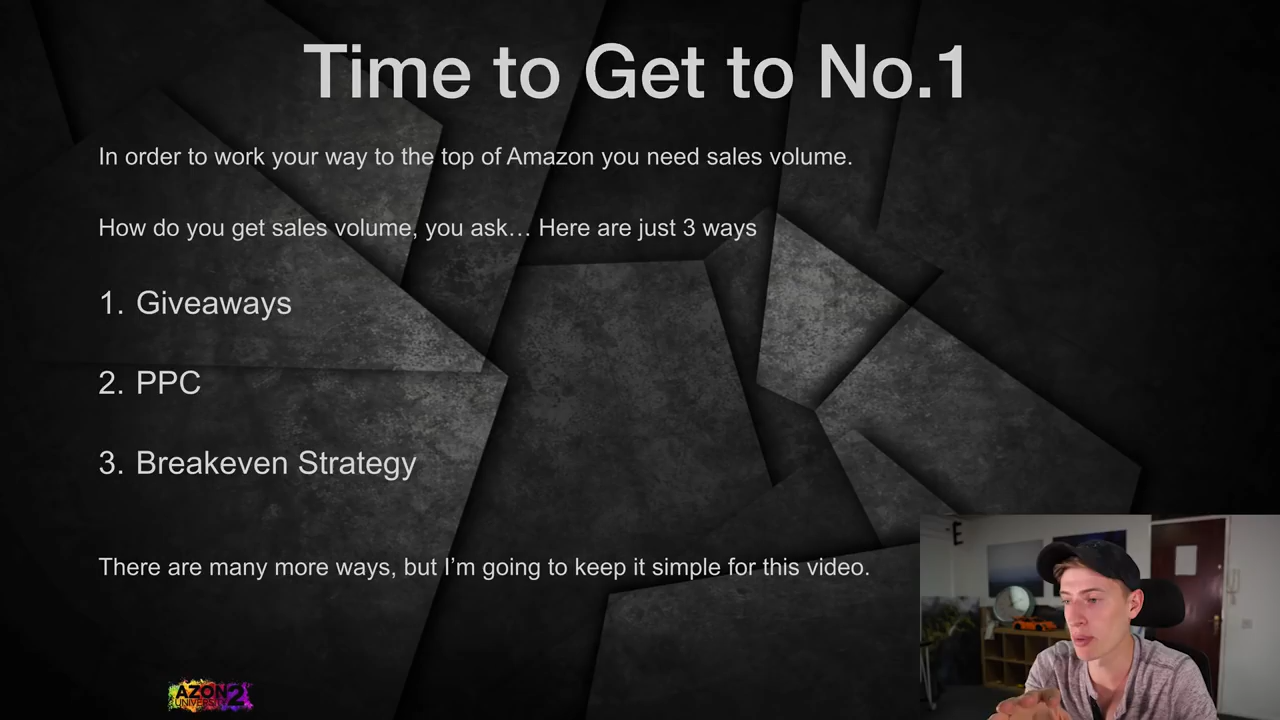 Time to Get to No.1
In order to work your way to the top of Amazon you need sales volume.
How do you get sales volume, you ask… Here are just 3 ways
1. Giveaways
2. PPC
3. Breakeven Strategy
There are many more ways, but I’m going to keep it simple for this video.
E
AZON
2